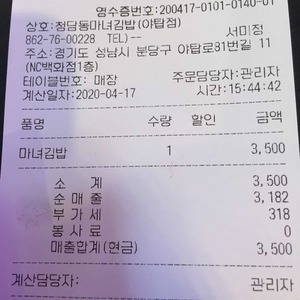 영수증번호:200417-0101-0140-01
상호:청담동마녀김밥(야탑점)
862-76-00228 TEL)-- 서미정
주소:경기도 성남시 분당구 야탑로81번길 11
(NC백화점1층)
테이블번호: 매장 주문담당자:관리자
계산일자:2020-04-17 시간:15:44:42
품명 수량 할인 금액
마녀김밥 1 3,500
소 계 3,500
순 매 출 3,182
부 가 세 318
봉 사 료 0
매출합계(현금) 3,500
계산담당자: 관리자